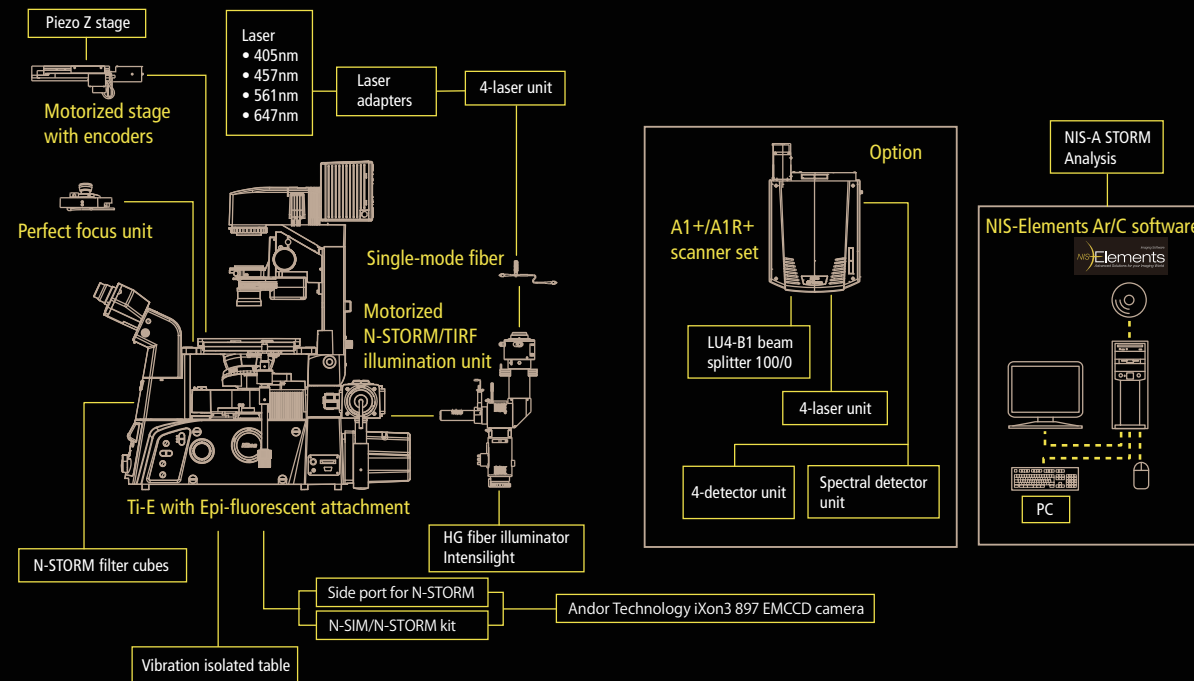 Piezo Z stage
Motorized stage
with encoders
Perfect focus unit
Laser
• 405nm
• 457nm
• 561nm
• 647nm
Laser
adapters
4-laser unit
Single-mode fiber
Motorized
N-STORM/TIRF
illumination unit
Ti-E with Epi-fluorescent attachment
N-STORM filter cubes
HG fiber illuminator
Intensilight
Side port for N-STORM
N-SIM/N-STORM kit
Andor Technology iXon3 897 EMCCD camera
Vibration isolated table
Option
A1+/A1R+
scanner set
LU4-B1 beam
splitter 100/0
4-laser unit
4-detector unit
Spectral detector
unit
NIS-A STORM
Analysis
NIS-Elements Ar/C software
NIS Elements
PC